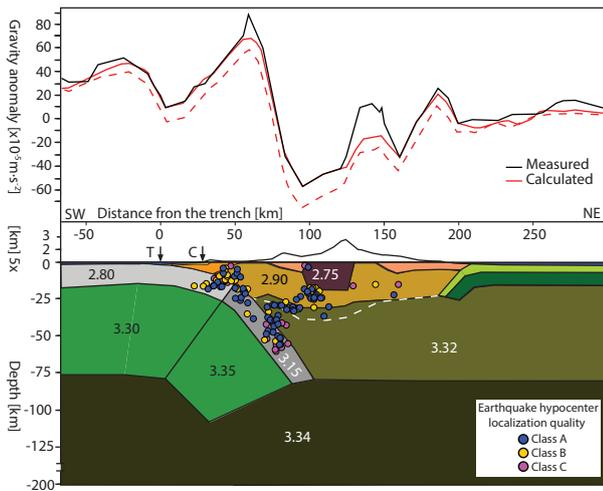 Gravity anomaly [x10⁻⁵ms⁻²]
80
60
40
20
0
-20
-40
-60
Measured
Calculated
SW
Distance fron the trench [km]
NE
-50
0
50
100
150
200
250
[km] 5x
3
2
0
T
C
Depth [km]
-25
-50
-75
-100
-125
-200
2.80
2.90
2.75
3.30
3.35
3.15
3.32
3.34
Earthquake hypocenter
localization quality
Class A
Class B
Class C